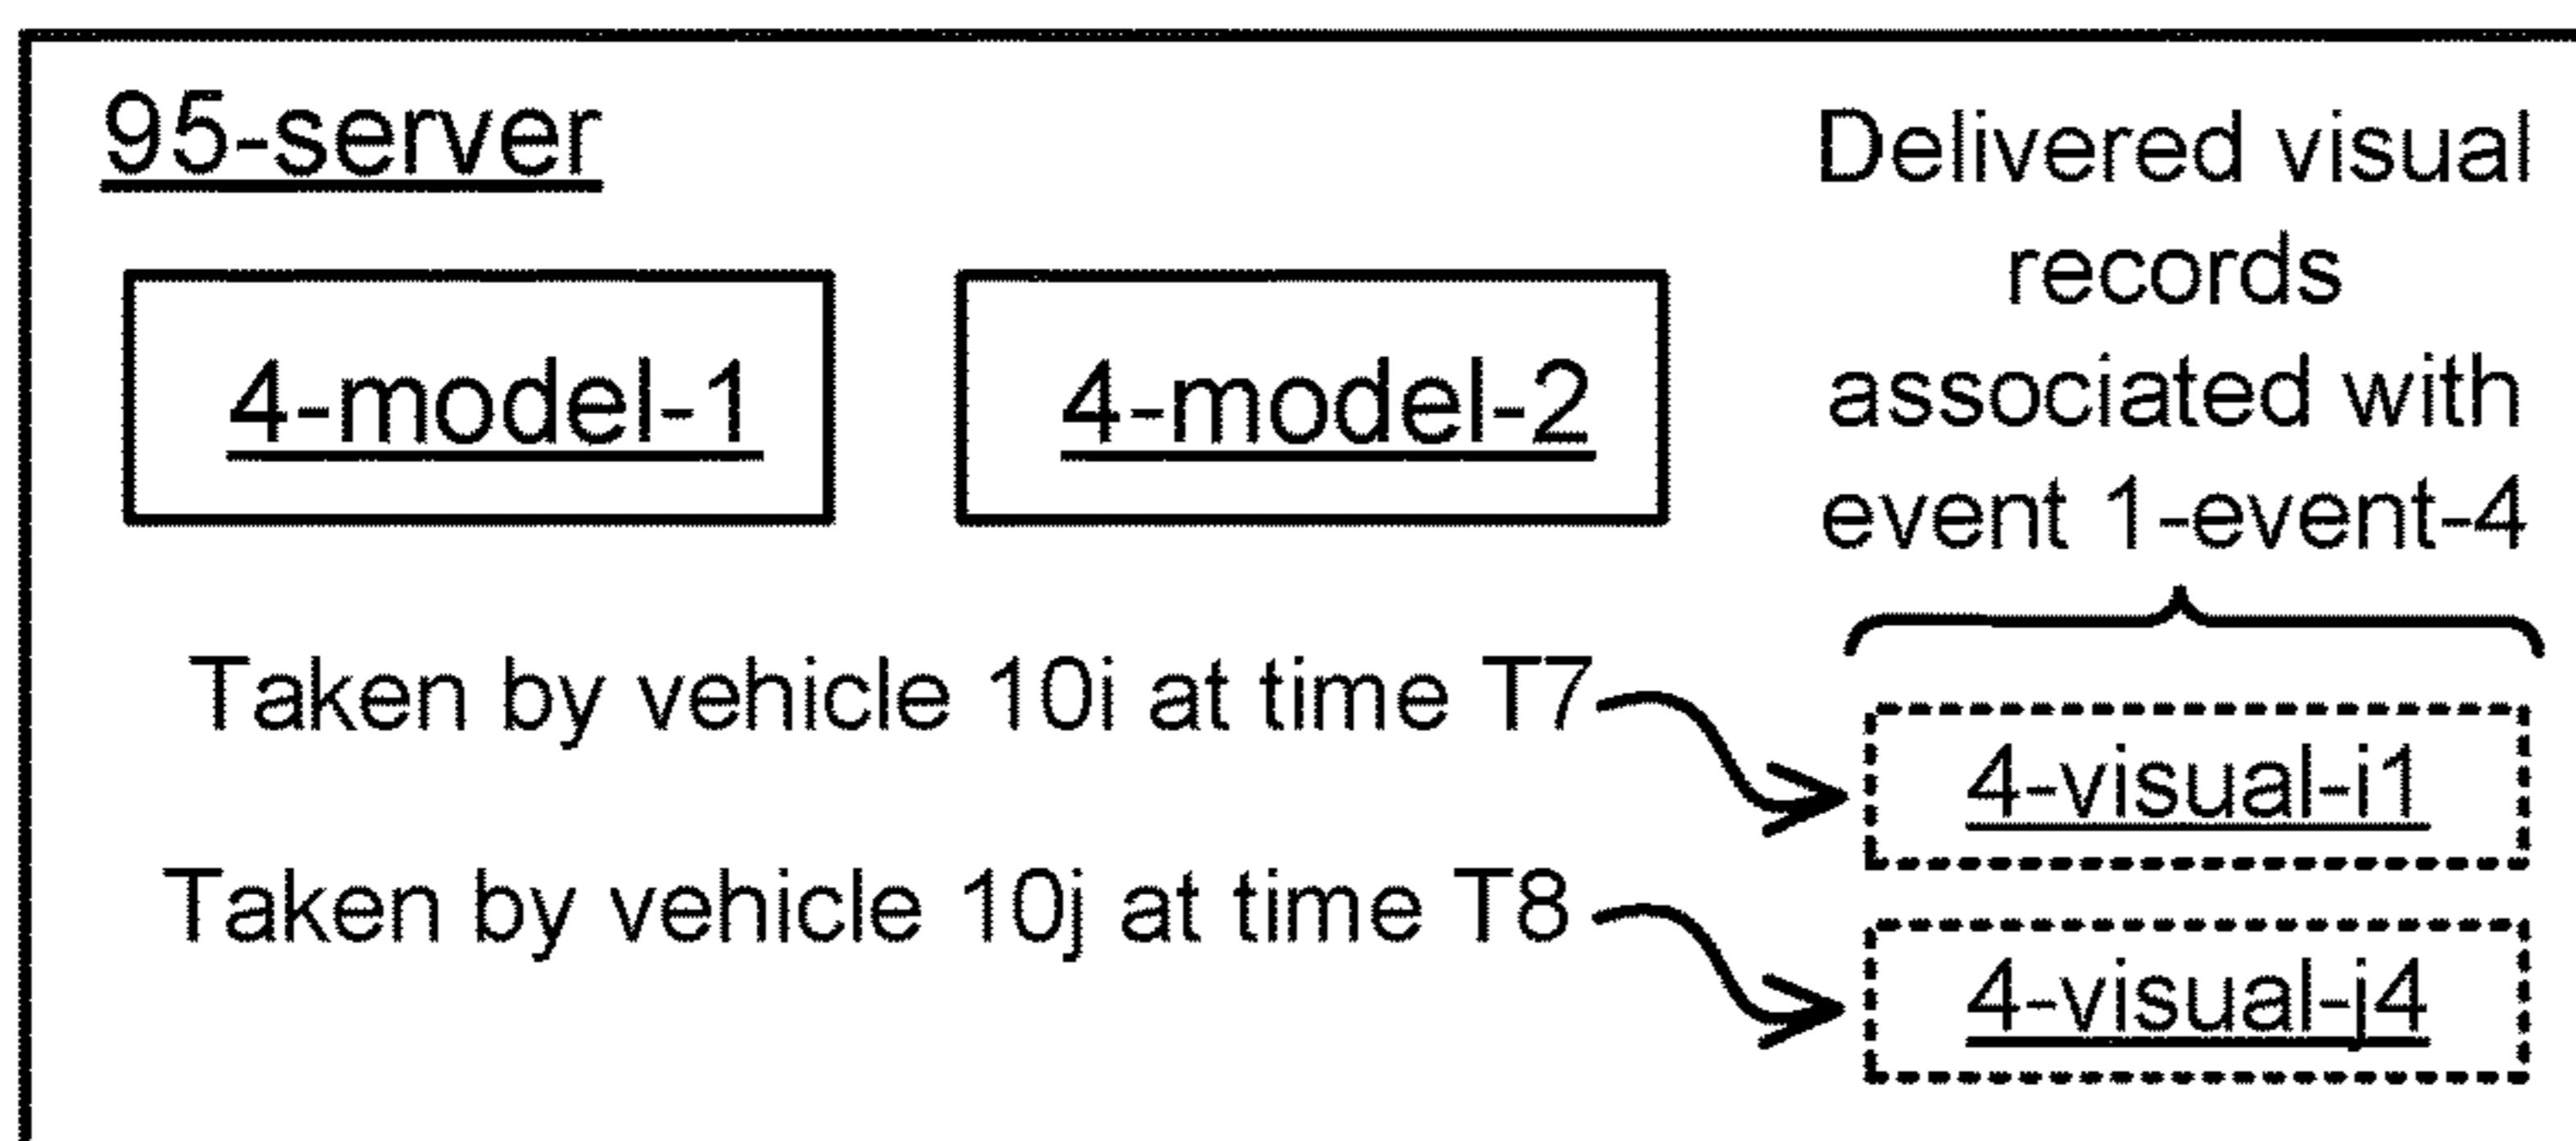 95-server
Delivered visual
records
associated with
event 1-event-4
4-model-1
4-model-2
Taken by vehicle 10i at time T7
4-visual-i1
Taken by vehicle 10j at time T8
4-visual-j4